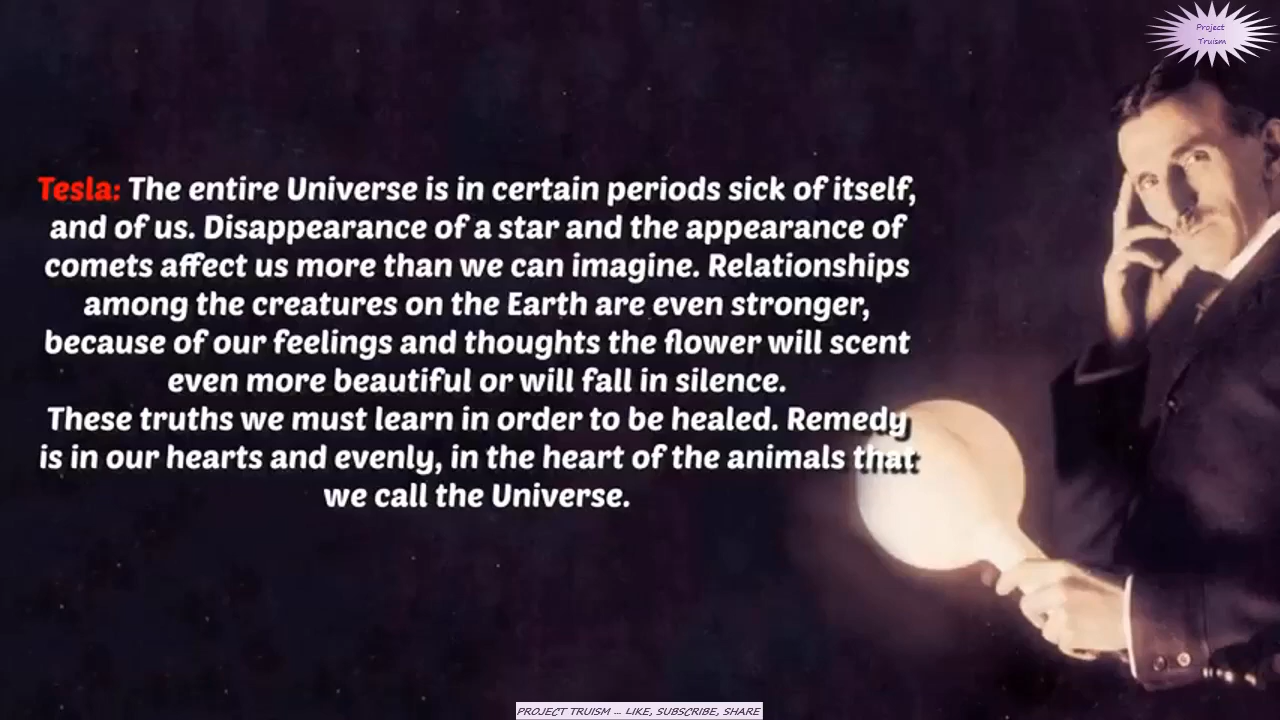 Project
Truism
Tesla: The entire Universe is in certain periods sick of itself,
and of us. Disappearance of a star and the appearance of
comets affect us more than we can imagine. Relationships
among the creatures on the Earth are even stronger,
because of our feelings and thoughts the flower will scent
even more beautiful or will fall in silence.
These truths we must learn in order to be healed. Remedy
is in our hearts and evenly, in the heart of the animals that
we call the Universe.
PROJECT TRUISM ... LIKE, SUBSCRIBE, SHARE